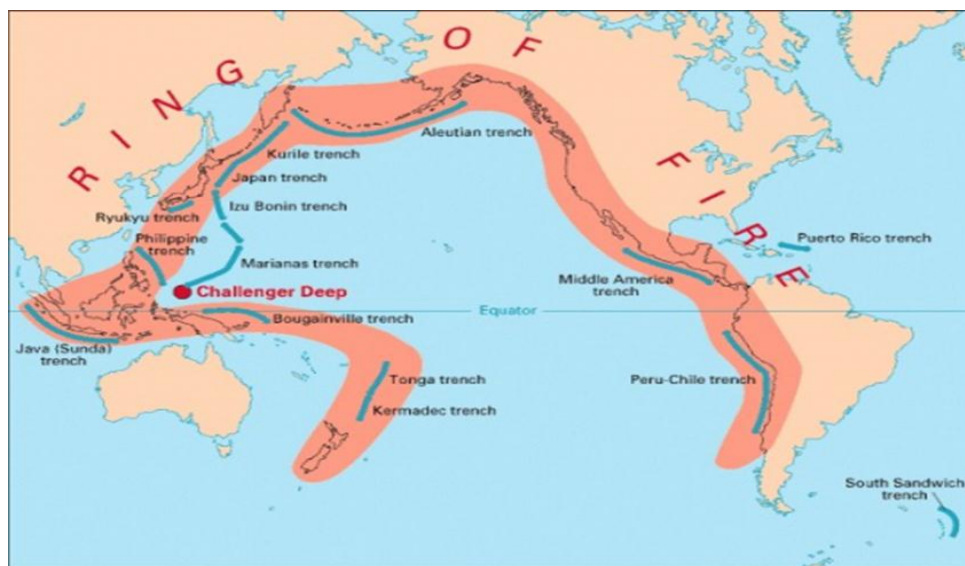 RING OF FIRE
Aleutian trench
Kurile trench
Japan trench
Izu Bonin trench
Ryukyu trench
Philippine
trench
Marianas trench
Challenger Deep
Bougainville trench
Equator
Java (Sunda)
trench
Tonga trench
Kermadec trench
Puerto Rico trench
Middle America
trench
Peru-Chile trench
South Sandwich
trench